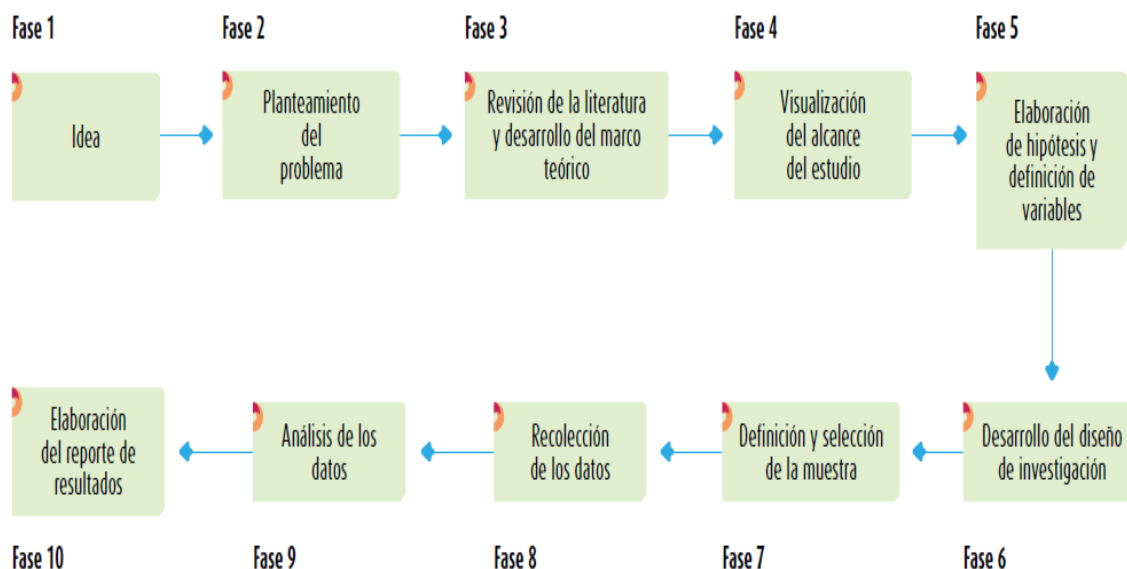 Fase 1
Fase 2
Fase 3
Fase 4
Fase 5
Idea
Planteamiento
del
problema
Revisión de la literatura
y desarrollo del marco
teórico
Visualización
del alcance
del estudio
Elaboración
de hipótesis y
definición de
variables
Elaboración
del reporte de
resultados
Análisis de los
datos
Recolección
de los datos
Definición y selección
de la muestra
Desarrollo del diseño
de investigación
Fase 10
Fase 9
Fase 8
Fase 7
Fase 6